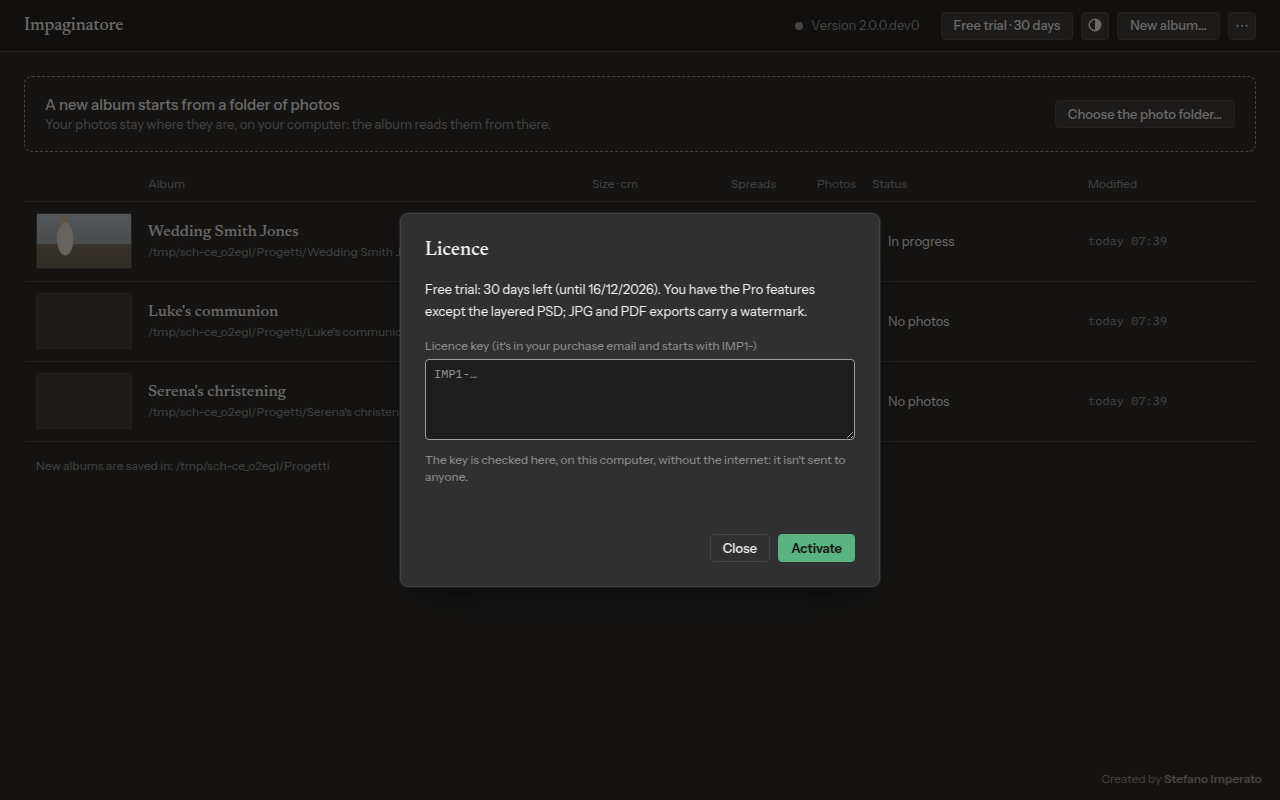 Impaginatore
Version 2.0.0.dev0
Free trial · 30 days
New album…
A new album starts from a folder of photos
Your photos stay where they are, on your computer: the album reads them from there.
Choose the photo folder…
Album
Size · cm
Spreads
Photos
Status
Modified
Wedding Smith Jones
/tmp/sch-ce_o2egl/Progetti/Wedding Smith J
In progress
today 07:39
Luke's communion
/tmp/sch-ce_o2egl/Progetti/Luke's communio
No photos
today 07:39
Serena's christening
/tmp/sch-ce_o2egl/Progetti/Serena's christen
No photos
today 07:39
New albums are saved in: /tmp/sch-ce_o2egl/Progetti
Licence
Free trial: 30 days left (until 16/12/2026). You have the Pro features
except the layered PSD; JPG and PDF exports carry a watermark.
Licence key (it's in your purchase email and starts with IMP1-)
IMP1-…
The key is checked here, on this computer, without the internet: it isn't sent to
anyone.
Close
Activate
Created by Stefano Imperato